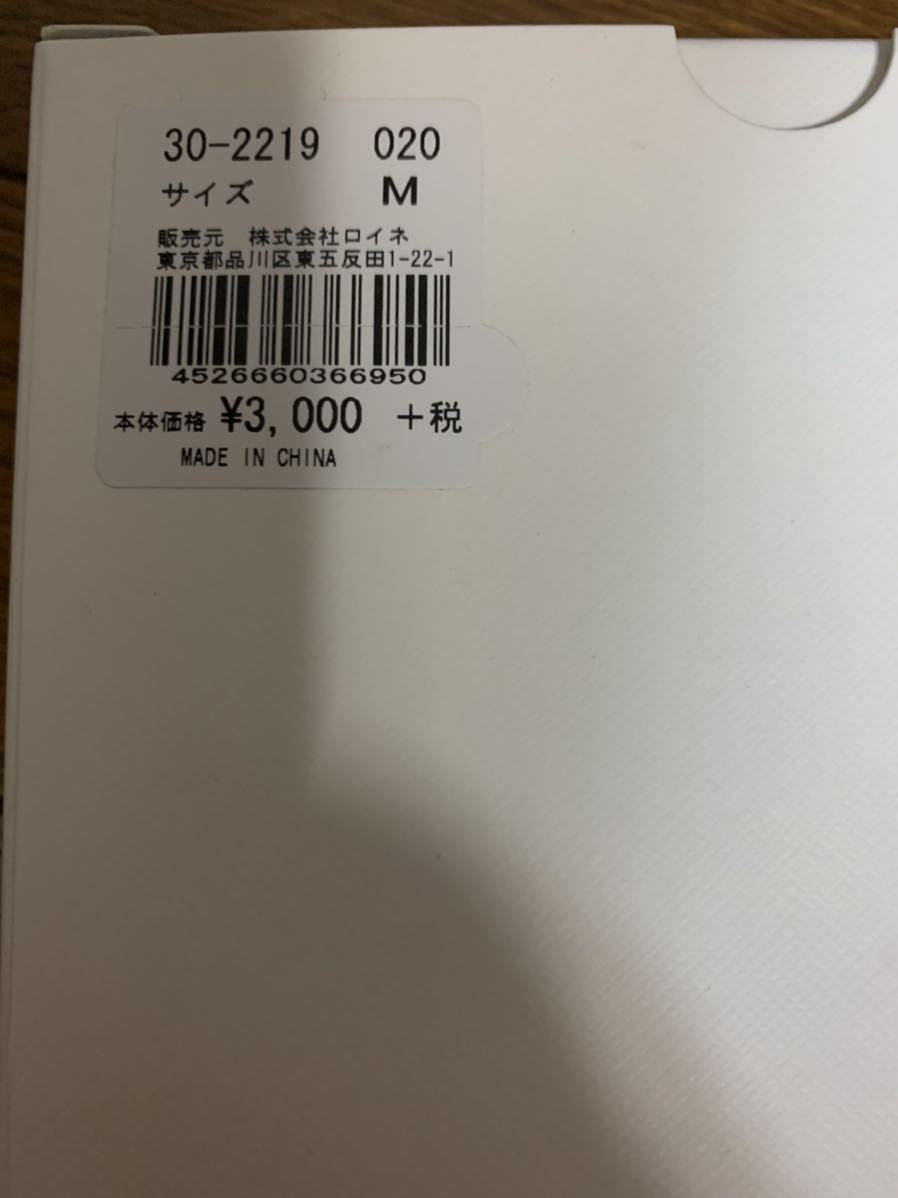 30-2219 020
サイズ M
販売元 株式会社ロイネ
東京都品川区東五反田1-22-1
4526660366950
本体価格 ¥3,000 +税
MADE IN CHINA